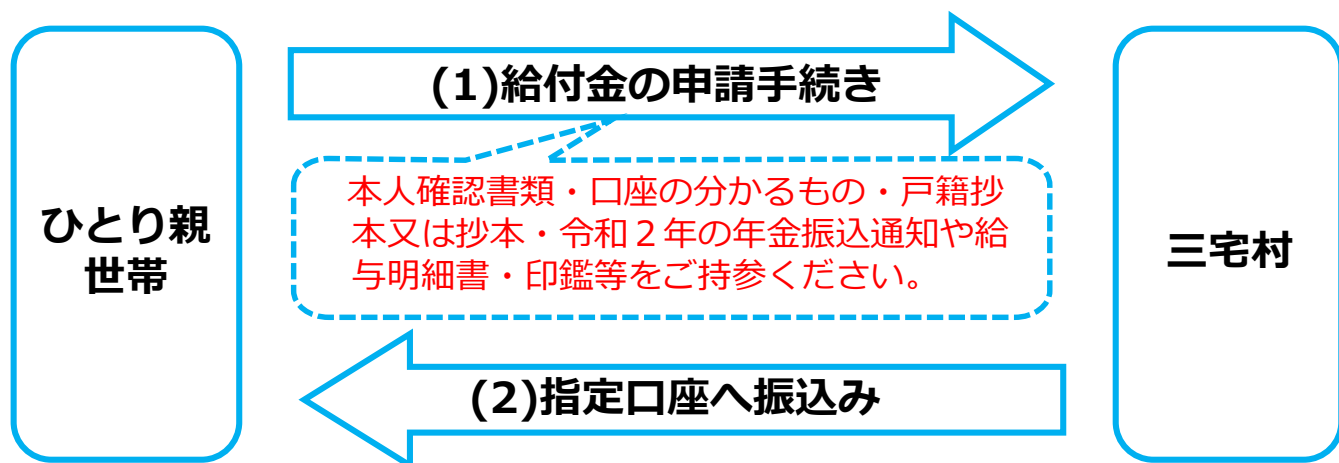 (1)給付金の申請手続き
本人確認書類・口座の分かるもの・戸籍抄
本又は抄本・令和２年の年金振込通知や給
与明細書・印鑑等をご持参ください。
ひとり親
世帯
三宅村
(2)指定口座へ振込み